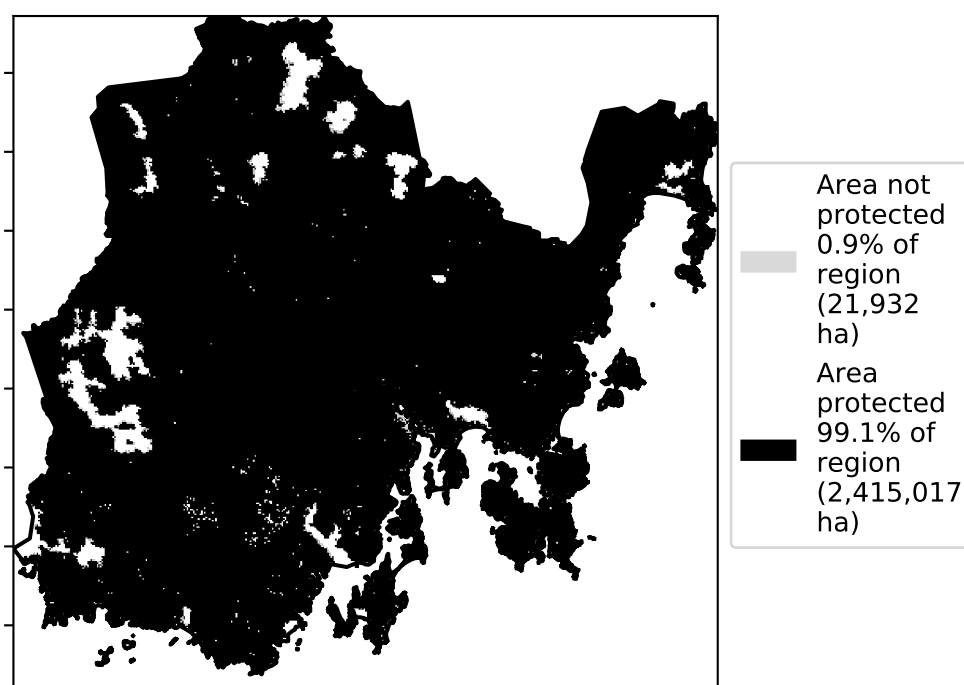 Area not
protected
0.9% of
region
(21,932
ha)
Area
protected
99.1% of
region
(2,415,017
ha)